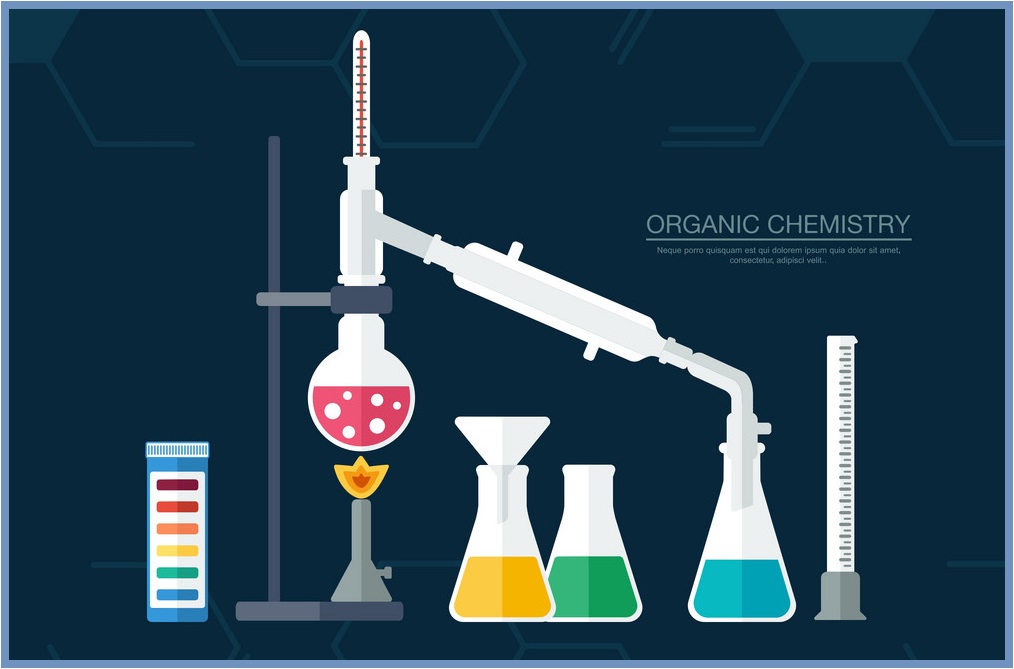 ORGANIC CHEMISTRY
Neque porro quisquam est qui dolorem ipsum quia dolor sit amet,
consectetur, adipisci velit..